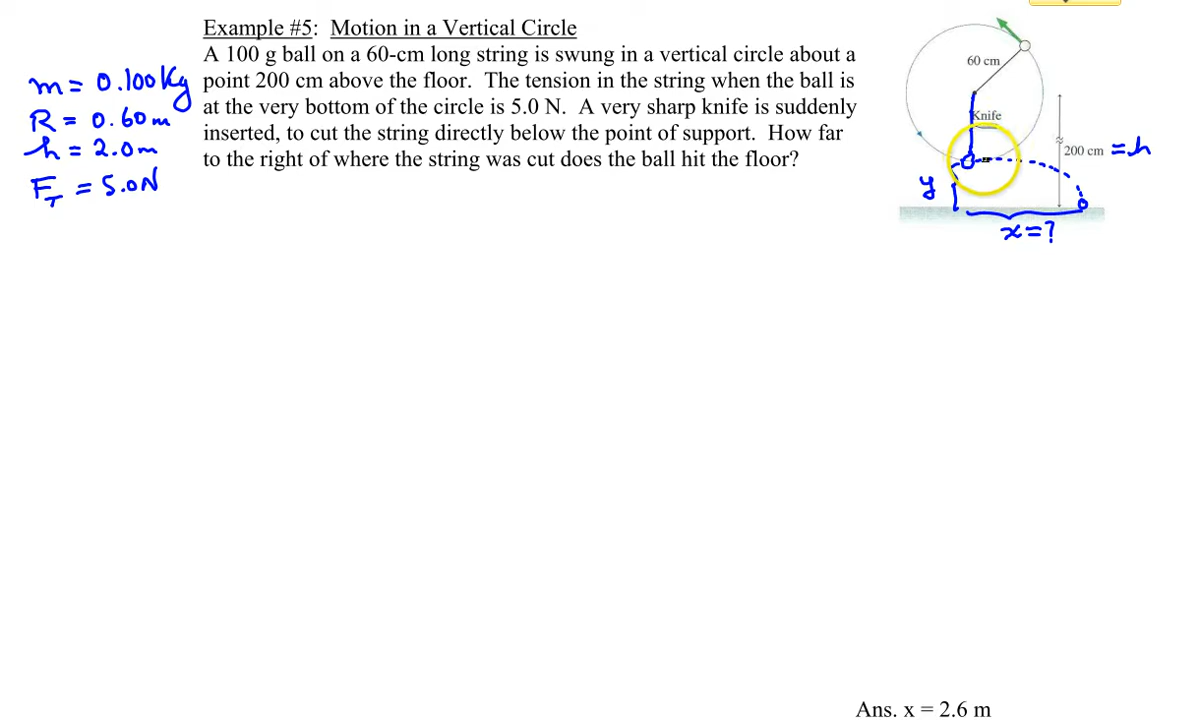 Example #5: Motion in a Vertical Circle
A 100 g ball on a 60-cm long string is swung in a vertical circle about a
point 200 cm above the floor. The tension in the string when the ball is
at the very bottom of the circle is 5.0 N. A very sharp knife is suddenly
inserted, to cut the string directly below the point of support. How far
to the right of where the string was cut does the ball hit the floor?
m = 0.100 Kg
R = 0.60 m
h = 2.0 m
F_T = 5.0 N
60 cm
Knife
200 cm = h
y
x = ?
Ans. x = 2.6 m